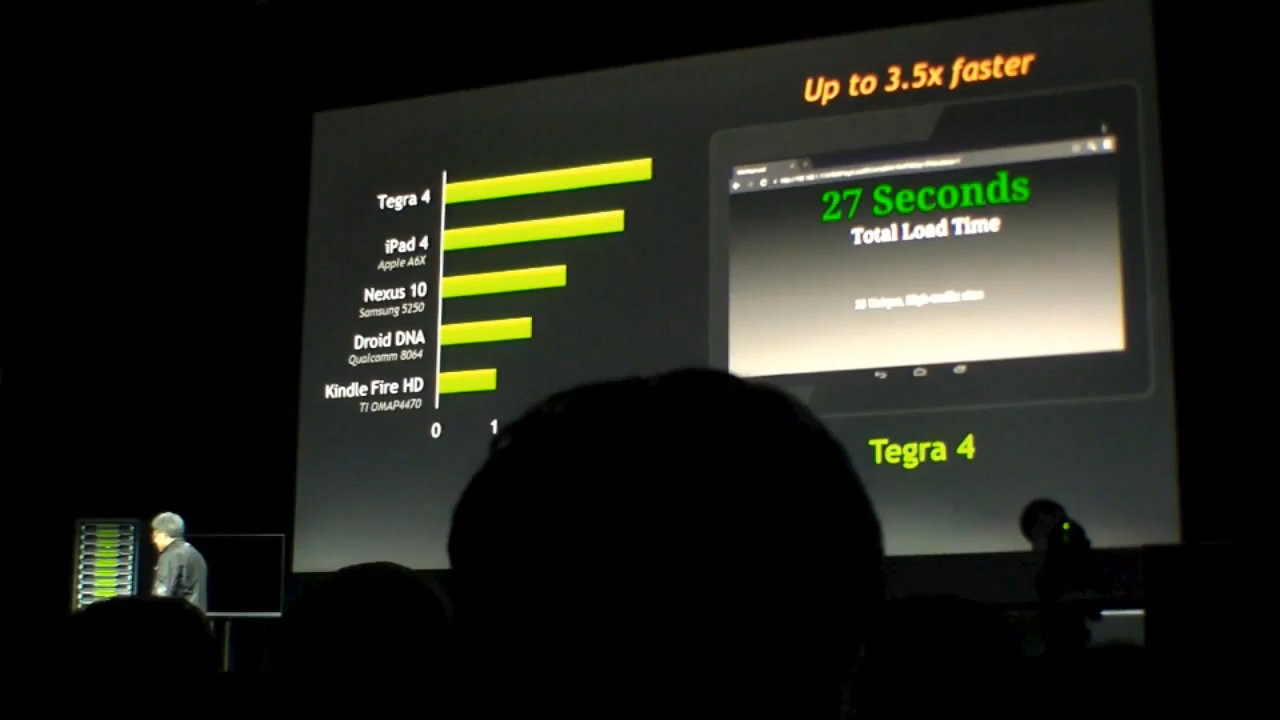 Up to 3.5x faster
Tegra 4
iPad 4
Apple A6X
Nexus 10
Samsung 5250
Droid DNA
Qualcomm 8064
Kindle Fire HD
TI OMAP4470
0 1
27 Seconds
Total Load Time
Tegra 4